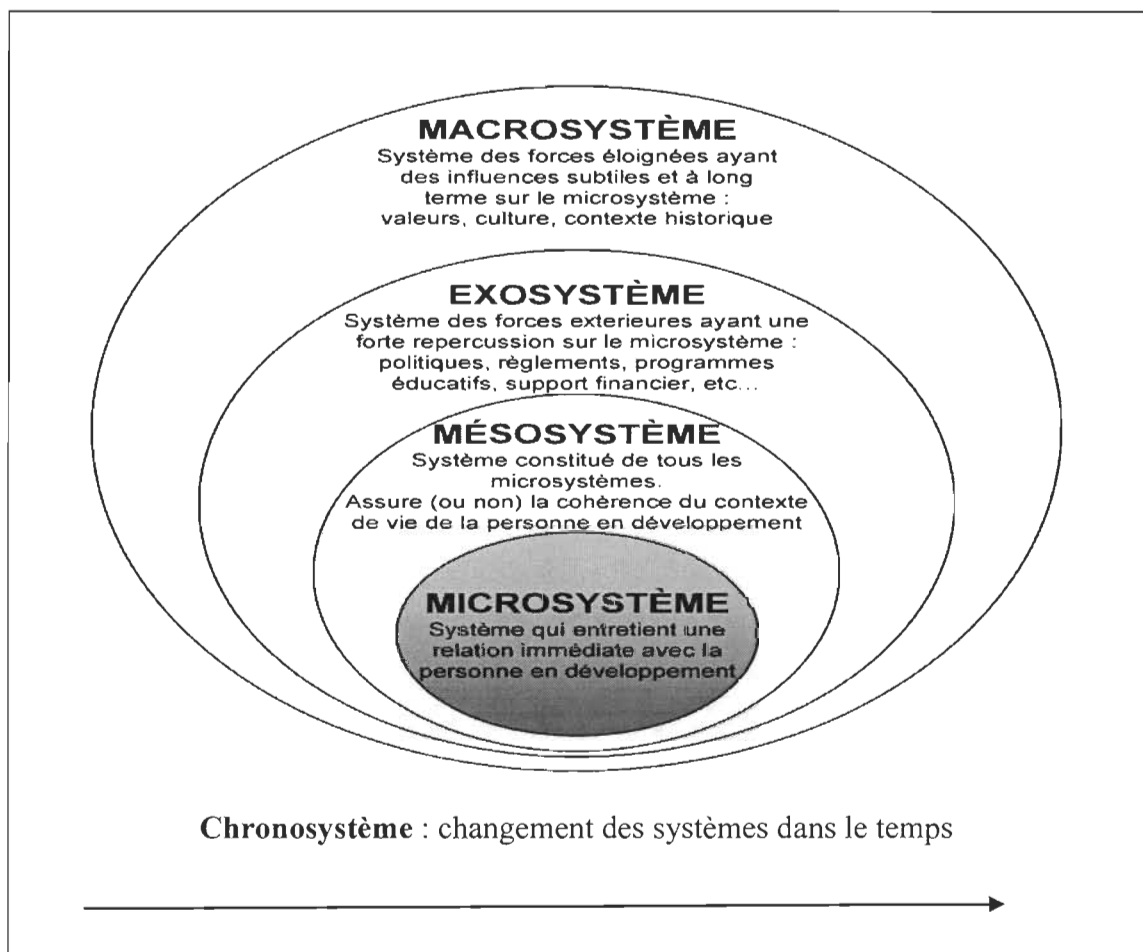 MACROSYSTÈME
Système des forces éloignées ayant
des influences subtiles et à long
terme sur le microsystème :
valeurs, culture, contexte historique
EXOSYSTÈME
Système des forces exterieures ayant une
forte repercussion sur le microsystème :
politiques, règlements, programmes
éducatifs, support financier, etc...
MÉSOSYSTÈME
Système constitué de tous les
microsystèmes.
Assure (ou non) la cohérence du contexte
de vie de la personne en développement
MICROSYSTÈME
Système qui entretient une
relation immédiate avec la
personne en développement
Chronosystème : changement des systèmes dans le temps